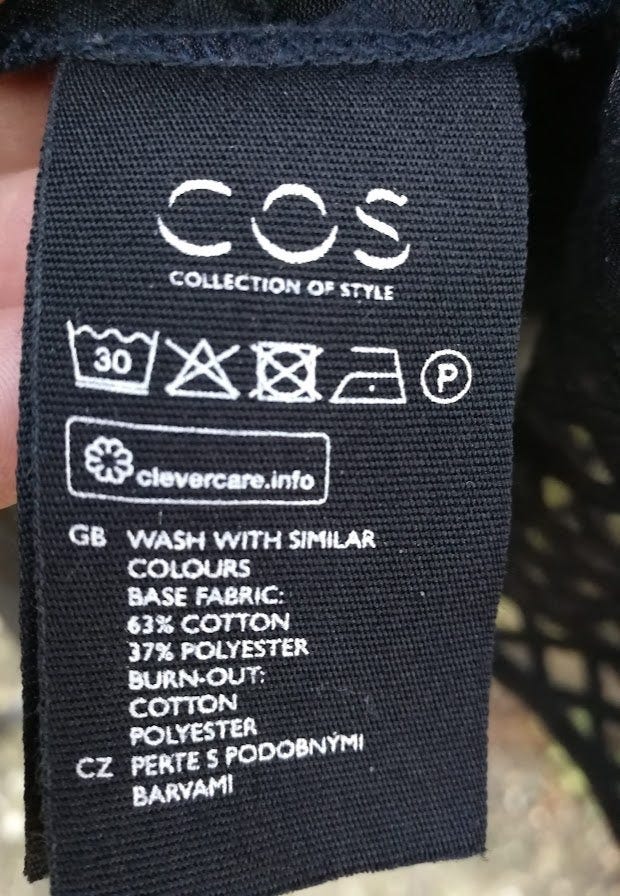 COS
COLLECTION OF STYLE
30
P
clevercare.info
GB WASH WITH SIMILAR
COLOURS
BASE FABRIC:
63% COTTON
37% POLYESTER
BURN-OUT:
COTTON
POLYESTER
CZ PERTE S PODOBNÝMI
BARVAMI